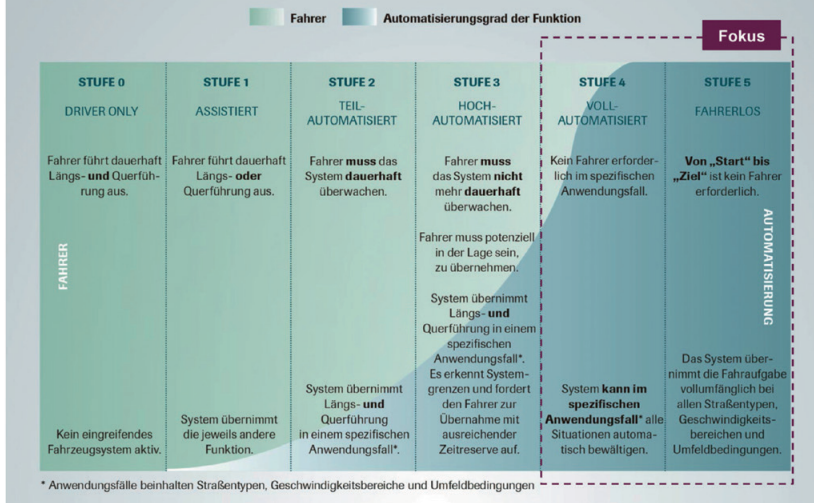 Fahrer
Automatisierungsgrad der Funktion
Fokus
STUFE 0
DRIVER ONLY
Fahrer führt dauerhaft
Längs- und Querfüh-
rung aus.
Kein eingreifendes
Fahrzeugsystem aktiv.
STUFE 1
ASSISTIERT
Fahrer führt dauerhaft
Längs- oder
Querführung aus.
System übernimmt
die jeweils andere
Funktion.
STUFE 2
TEIL-
AUTOMATISIERT
Fahrer muss das
System dauerhaft
überwachen.
System übernimmt
Längs- und
Querführung
in einem spezifischen
Anwendungsfall*.
STUFE 3
HOCH-
AUTOMATISIERT
Fahrer muss
das System nicht
mehr dauerhaft
überwachen.
Fahrer muss potenziell
in der Lage sein,
zu übernehmen.
System übernimmt
Längs- und
Querführung in einem
spezifischen
Anwendungsfall*.
Es erkennt System-
grenzen und fordert
den Fahrer zur
Übernahme mit
ausreichender
Zeitreserve auf.
STUFE 4
VOLL-
AUTOMATISIERT
Kein Fahrer erforder-
lich im spezifischen
Anwendungsfall.
System kann im
spezifischen
Anwendungsfall* alle
Situationen automa-
tisch bewältigen.
STUFE 5
FAHRERLOS
Von „Start“ bis
„Ziel“ ist kein Fahrer
erforderlich.
Das System über-
nimmt die Fahraufgabe
vollumfänglich bei
allen Straßentypen,
Geschwindigkeits-
bereichen und
Umfeldbedingungen.
FAHRER
AUTOMATISIERUNG
* Anwendungsfälle beinhalten Straßentypen, Geschwindigkeitsbereiche und Umfeldbedingungen